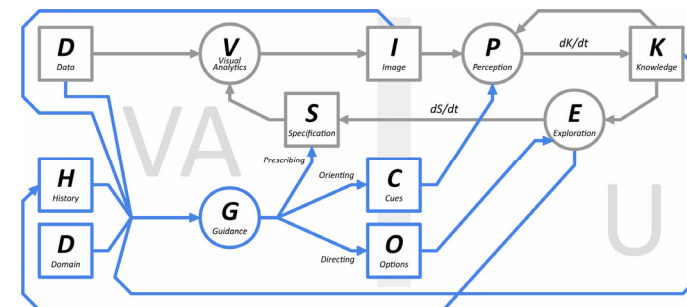 D
Data
V
Visual
Analytics
I
Image
P
Perception
dK/dt
K
Knowledge
S
Specification
dS/dt
E
Exploration
VA
Prescribing
H
History
Orienting
C
Cues
G
Guidance
U
D
Domain
Directing
O
Options